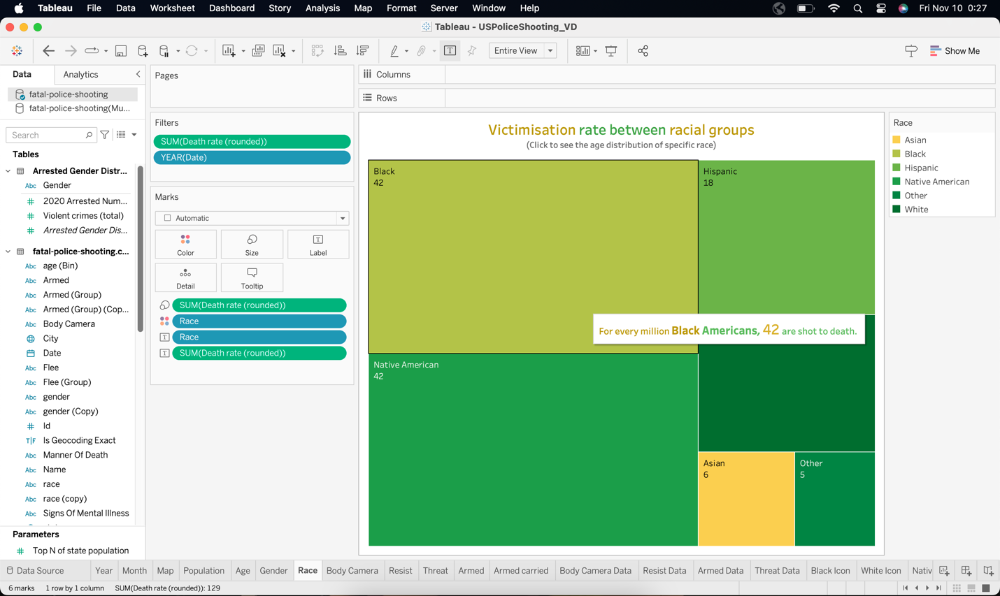 Tableau File Data Worksheet Dashboard Story Analysis Map Format Server Window Help Fri Nov 10 0:27
Tableau - USPoliceShooting_VD
Entire View
Show Me
Data Analytics
fatal-police-shooting
fatal-police-shooting(Mu...
Search
Tables
Arrested Gender Distr...
Abc Gender
# 2020 Arrested Num...
# Violent crimes (total)
# Arrested Gender Dis...
fatal-police-shooting.c...
Abc age (Bin)
Abc Armed
Abc Armed (Group)
Abc Armed (Group) (Cop...
Abc Body Camera
City
Date
Abc Flee
Abc Flee (Group)
Abc gender
Abc gender (Copy)
# Id
T|F Is Geocoding Exact
Abc Manner Of Death
Abc Name
Abc race
Abc race (copy)
Abc Signs Of Mental Illness
Parameters
# Top N of state population
Pages
Filters
SUM(Death rate (rounded))
YEAR(Date)
Marks
Automatic
Color Size Label
Detail Tooltip
SUM(Death rate (rounded))
Race
T Race
T SUM(Death rate (rounded))
Columns
Rows
Victimisation rate between racial groups
(Click to see the age distribution of specific race)
Black
42
Hispanic
18
For every million Black Americans, 42 are shot to death.
Native American
42
Asian
6
Other
5
Race
Asian
Black
Hispanic
Native American
Other
White
Data Source Year Month Map Population Age Gender Race Body Camera Resist Threat Armed Armed carried Body Camera Data Resist Data Armed Data Threat Data Black Icon White Icon Nativ
6 marks 1 row by 1 column SUM(Death rate (rounded)): 129